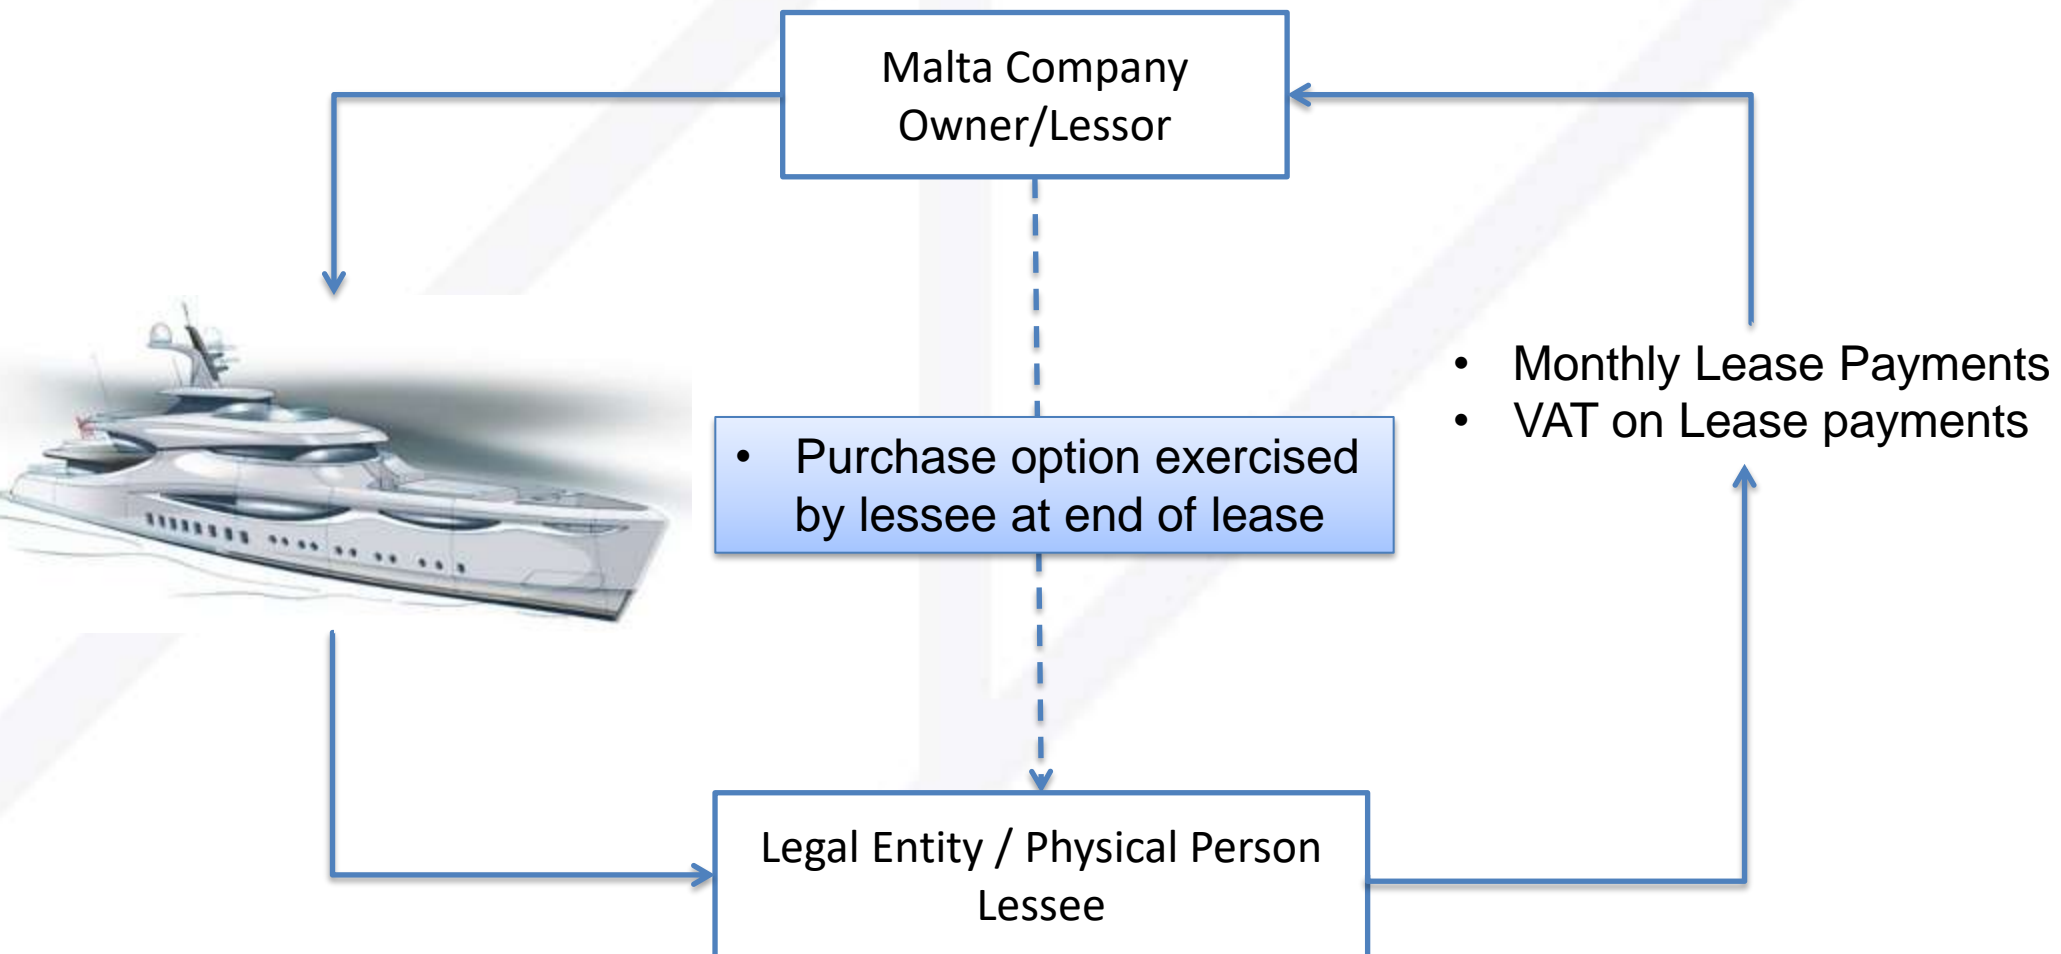 Malta Company
Owner/Lessor
• Monthly Lease Payments
• VAT on Lease payments
• Purchase option exercised
by lessee at end of lease
Legal Entity / Physical Person
Lessee